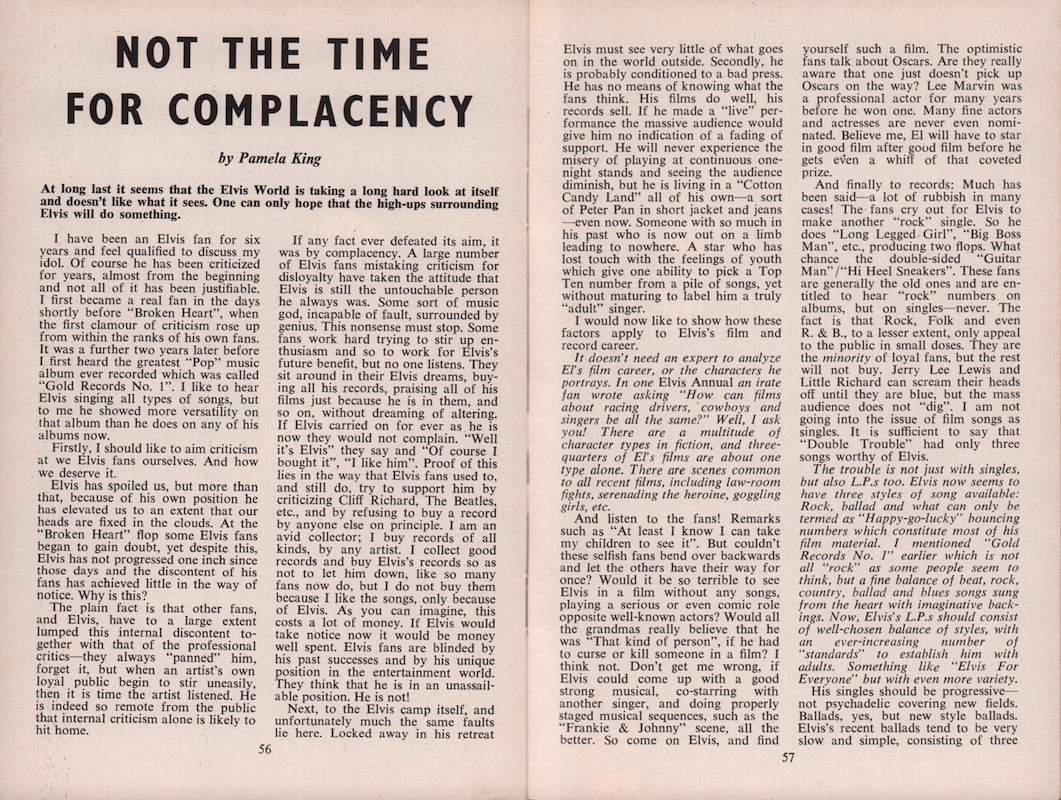 NOT THE TIME
FOR COMPLACENCY
by Pamela King
At long last it seems that the Elvis World is taking a long hard look at itself
and doesn't like what it sees. One can only hope that the high-ups surrounding
Elvis will do something.
I have been an Elvis fan for six
years and feel qualified to discuss my
idol. Of course he has been criticized
for years, almost from the beginning
and not all of it has been justifiable.
I first became a real fan in the days
shortly before "Broken Heart", when
the first clamour of criticism rose up
from within the ranks of his own fans.
It was a further two years later before
I first heard the greatest "Pop" music
album ever recorded which was called
"Gold Records No. 1". I like to hear
Elvis singing all types of songs, but
to me he showed more versatility on
that album than he does on any of his
albums now.
Firstly, I should like to aim criticism
at we Elvis fans ourselves. And how
we deserve it.
Elvis has spoiled us, but more than
that, because of his own position he
has elevated us to an extent that our
heads are fixed in the clouds. At the
"Broken Heart" flop some Elvis fans
began to gain doubt, yet despite this,
Elvis has not progressed one inch since
those days and the discontent of his
fans has achieved little in the way of
notice. Why is this?
The plain fact is that other fans,
and Elvis, have to a large extent
lumped this internal discontent to-
gether with that of the professional
critics—they always "panned" him,
forget it, but when an artist's own
loyal public begin to stir uneasily,
then it is time the artist listened. He
is indeed so remote from the public
that internal criticism alone is likely to
hit home.
If any fact ever defeated its aim, it
was by complacency. A large number
of Elvis fans mistaking criticism for
disloyalty have taken the attitude that
Elvis is still the untouchable person
he always was. Some sort of music
god, incapable of fault, surrounded by
genius. This nonsense must stop. Some
fans work hard trying to stir up en-
thusiasm and so to work for Elvis's
future benefit, but no one listens. They
sit around in their Elvis dreams, buy-
ing all his records, praising all of his
films just because he is in them, and
so on, without dreaming of altering.
If Elvis carried on for ever as he is
now they would not complain. "Well
it's Elvis" they say and "Of course I
bought it", "I like him". Proof of this
lies in the way that Elvis fans used to,
and still do, try to support him by
criticizing Cliff Richard, The Beatles,
etc., and by refusing to buy a record
by anyone else on principle. I am an
avid collector; I buy records of all
kinds, by any artist. I collect good
records and buy Elvis's records so as
not to let him down, like so many
fans now do, but I do not buy them
because I like the songs, only because
of Elvis. As you can imagine, this
costs a lot of money. If Elvis would
take notice now it would be money
well spent. Elvis fans are blinded by
his past successes and by his unique
position in the entertainment world.
They think that he is in an unassail-
able position. He is not!
Next, to the Elvis camp itself, and
unfortunately much the same faults
lie here. Locked away in his retreat
56
Elvis must see very little of what goes
on in the world outside. Secondly, he
is probably conditioned to a bad press.
He has no means of knowing what the
fans think. His films do well, his
records sell. If he made a "live" per-
formance the massive audience would
give him no indication of a fading of
support. He will never experience the
misery of playing at continuous one-
night stands and seeing the audience
diminish, but he is living in a "Cotton
Candy Land" all of his own—a sort
of Peter Pan in short jacket and jeans
—even now. Someone with so much in
his past who is now out on a limb
leading to nowhere. A star who has
lost touch with the feelings of youth
which give one ability to pick a Top
Ten number from a pile of songs, yet
without maturing to label him a truly
"adult" singer.
I would now like to show how these
factors apply to Elvis's film and
record career.
It doesn't need an expert to analyze
El's film career, or the characters he
portrays. In one Elvis Annual an irate
fan wrote asking "How can films
about racing drivers, cowboys and
singers be all the same?" Well, I ask
you! There are a multitude of
character types in fiction, and three-
quarters of El's films are about one
type alone. There are scenes common
to all recent films, including law-room
fights, serenading the heroine, goggling
girls, etc.
And listen to the fans! Remarks
such as "At least I know I can take
my children to see it". But couldn't
these selfish fans bend over backwards
and let the others have their way for
once? Would it be so terrible to see
Elvis in a film without any songs,
playing a serious or even comic role
opposite well-known actors? Would all
the grandmas really believe that he
was "That kind of person", if he had
to curse or kill someone in a film? I
think not. Don't get me wrong, if
Elvis could come up with a good
strong musical, co-starring with
another singer, and doing properly
staged musical sequences, such as the
"Frankie & Johnny" scene, all the
better. So come on Elvis, and find
yourself such a film. The optimistic
fans talk about Oscars. Are they really
aware that one just doesn't pick up
Oscars on the way? Lee Marvin was
a professional actor for many years
before he won one. Many fine actors
and actresses are never even nomi-
nated. Believe me, El will have to star
in good film after good film before he
gets even a whiff of that coveted
prize.
And finally to records: Much has
been said—a lot of rubbish in many
cases! The fans cry out for Elvis to
make another "rock" single. So he
does "Long Legged Girl", "Big Boss
Man", etc., producing two flops. What
chance the double-sided "Guitar
Man"/"Hi Heel Sneakers". These fans
are generally the old ones and are en-
titled to hear "rock" numbers on
albums, but on singles—never. The
fact is that Rock, Folk and even
R. & B., to a lesser extent, only appeal
to the public in small doses. They are
the minority of loyal fans, but the rest
will not buy. Jerry Lee Lewis and
Little Richard can scream their heads
off until they are blue, but the mass
audience does not "dig". I am not
going into the issue of film songs as
singles. It is sufficient to say that
"Double Trouble" had only three
songs worthy of Elvis.
The trouble is not just with singles,
but also L.P.s too. Elvis now seems to
have three styles of song available:
Rock, ballad and what can only be
termed as "Happy-go-lucky" bouncing
numbers which constitute most of his
film material. I mentioned "Gold
Records No. 1" earlier which is not
all "rock" as some people seem to
think, but a fine balance of beat, rock,
country, ballad and blues songs sung
from the heart with imaginative back-
ings. Now, Elvis's L.P.s should consist
of well-chosen balance of styles, with
an ever-increasing number of
"standards" to establish him with
adults. Something like "Elvis For
Everyone" but with even more variety.
His singles should be progressive—
not psychadelic covering new fields.
Ballads, yes, but new style ballads.
Elvis's recent ballads tend to be very
slow and simple, consisting of three
57